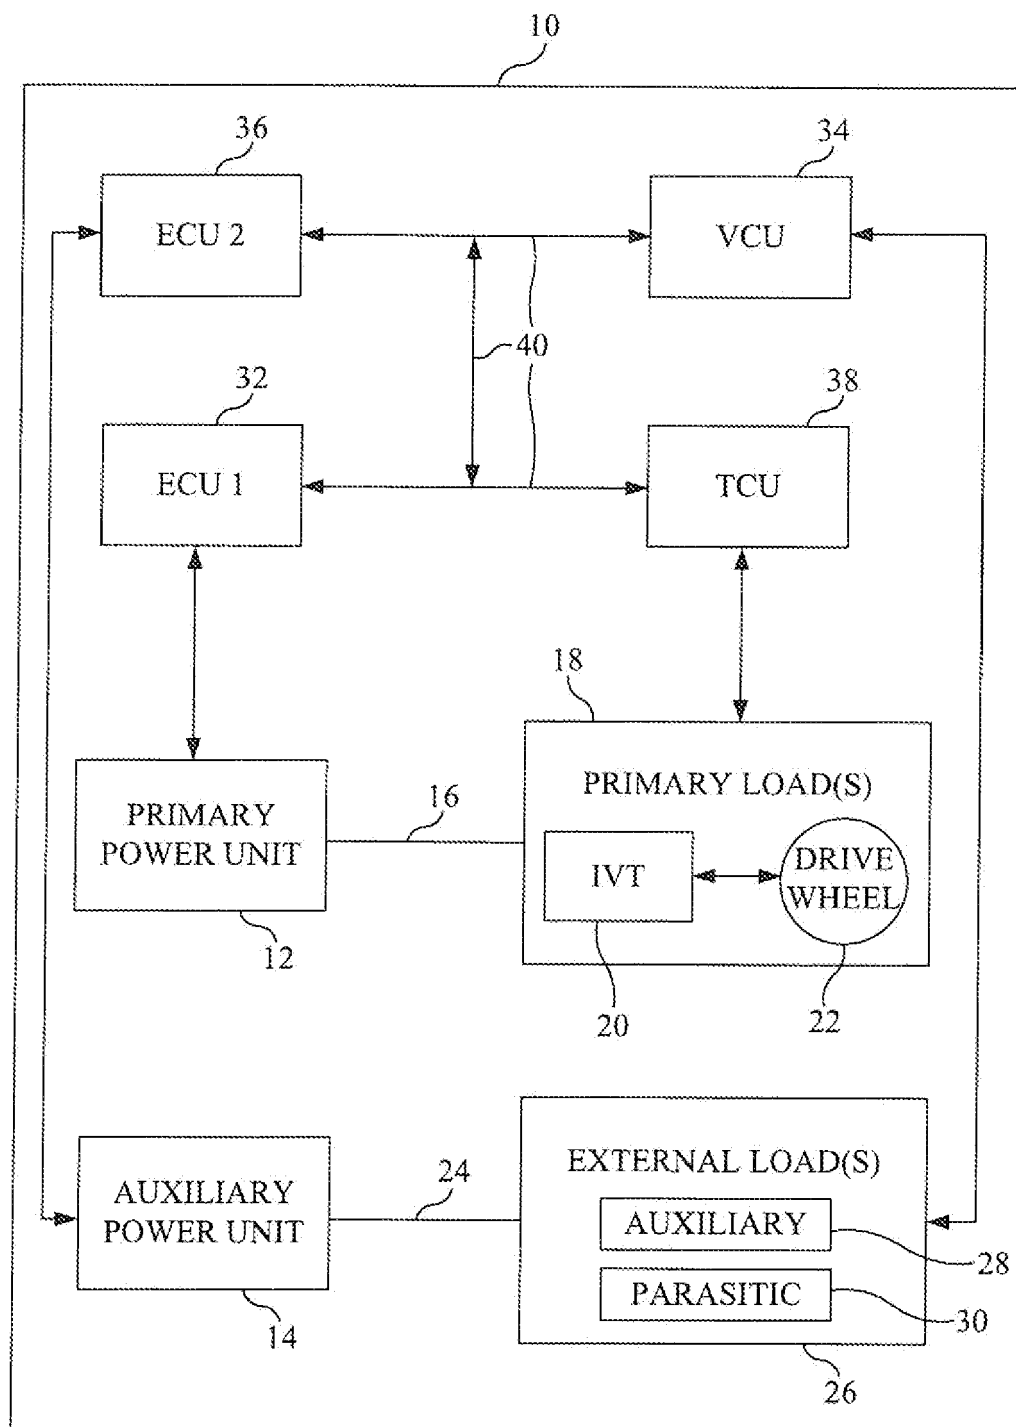 10
36
34
ECU 2
VCU
40
32
38
ECU 1
TCU
18
PRIMARY LOAD(S)
16
PRIMARY
POWER UNIT
IVT
DRIVE
WHEEL
12
20
22
EXTERNAL LOAD(S)
24
AUXILIARY
POWER UNIT
AUXILIARY
28
PARASITIC
30
14
26